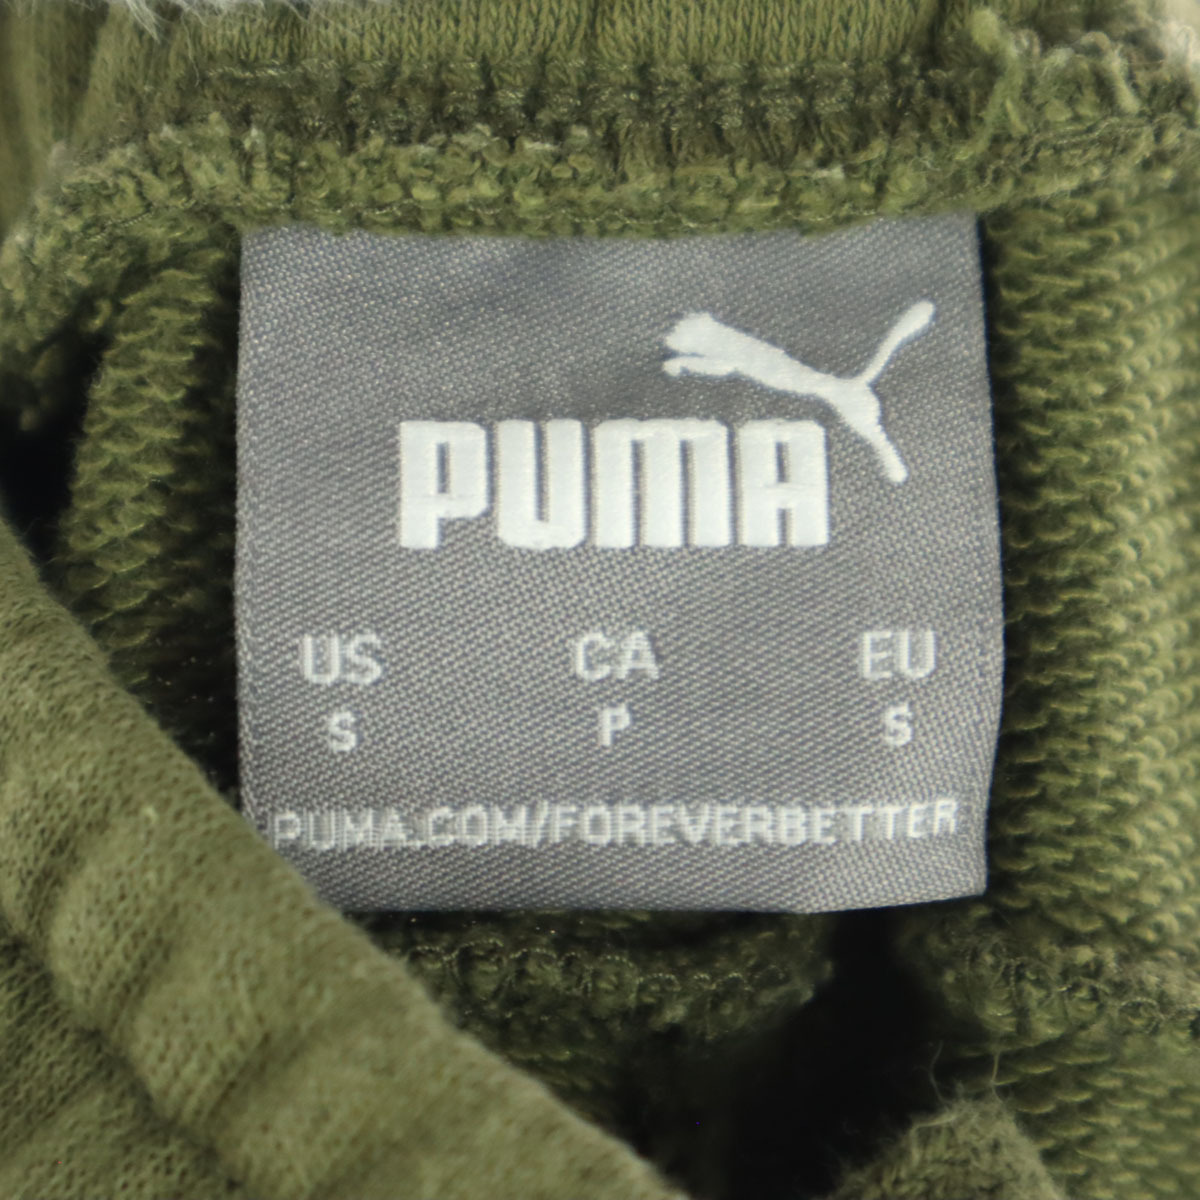 PUMA
US CA EU
S P S
PUMA.COM/FOREVERBETTER